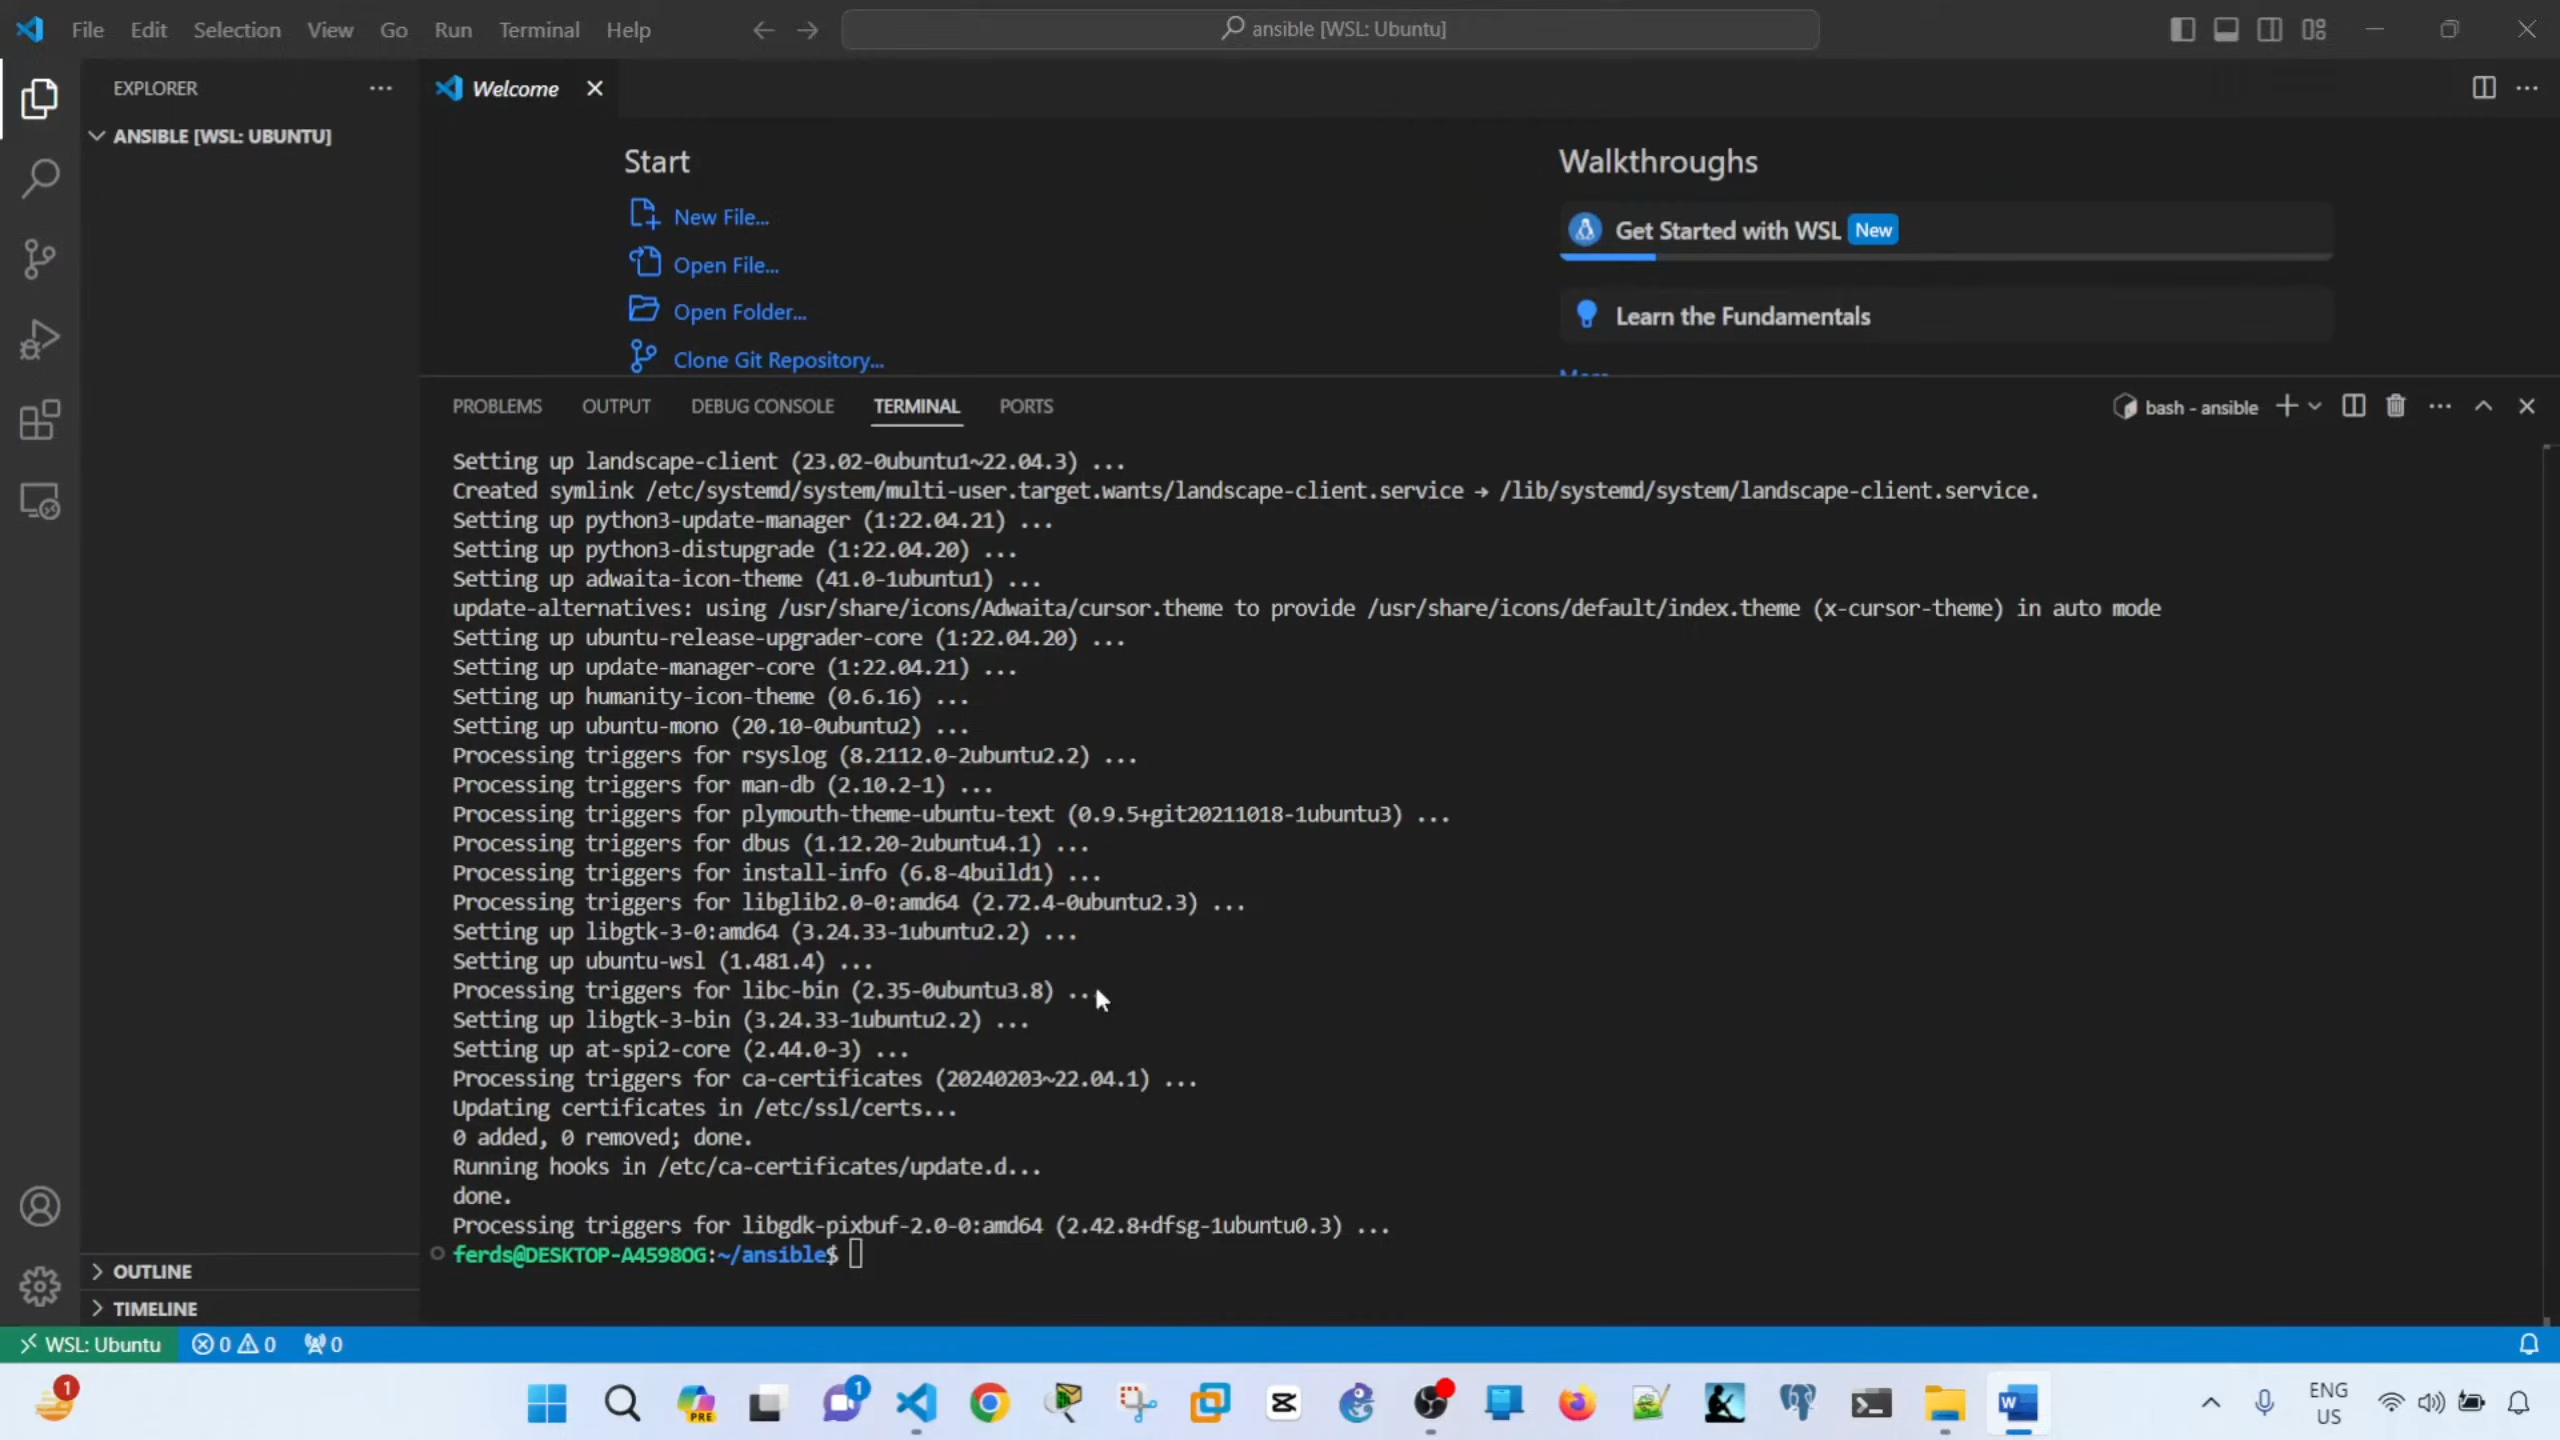 File Edit Selection View Go Run Terminal Help
ansible [WSL: Ubuntu]
EXPLORER
Welcome
ANSIBLE [WSL: UBUNTU]
Start
New File...
Open File...
Open Folder...
Clone Git Repository...
Walkthroughs
Get Started with WSL New
Learn the Fundamentals
More...
PROBLEMS OUTPUT DEBUG CONSOLE TERMINAL PORTS
bash - ansible
Setting up landscape-client (23.02-0ubuntu1~22.04.3) ...
Created symlink /etc/systemd/system/multi-user.target.wants/landscape-client.service → /lib/systemd/system/landscape-client.service.
Setting up python3-update-manager (1:22.04.21) ...
Setting up python3-distupgrade (1:22.04.20) ...
Setting up adwaita-icon-theme (41.0-1ubuntu1) ...
update-alternatives: using /usr/share/icons/Adwaita/cursor.theme to provide /usr/share/icons/default/index.theme (x-cursor-theme) in auto mode
Setting up ubuntu-release-upgrader-core (1:22.04.20) ...
Setting up update-manager-core (1:22.04.21) ...
Setting up humanity-icon-theme (0.6.16) ...
Setting up ubuntu-mono (20.10-0ubuntu2) ...
Processing triggers for rsyslog (8.2112.0-2ubuntu2.2) ...
Processing triggers for man-db (2.10.2-1) ...
Processing triggers for plymouth-theme-ubuntu-text (0.9.5+git20211018-1ubuntu3) ...
Processing triggers for dbus (1.12.20-2ubuntu4.1) ...
Processing triggers for install-info (6.8-4build1) ...
Processing triggers for libglib2.0-0:amd64 (2.72.4-0ubuntu2.3) ...
Setting up libgtk-3-0:amd64 (3.24.33-1ubuntu2.2) ...
Setting up ubuntu-wsl (1.481.4) ...
Processing triggers for libc-bin (2.35-0ubuntu3.8) ...
Setting up libgtk-3-bin (3.24.33-1ubuntu2.2) ...
Setting up at-spi2-core (2.44.0-3) ...
Processing triggers for ca-certificates (20240203~22.04.1) ...
Updating certificates in /etc/ssl/certs...
0 added, 0 removed; done.
Running hooks in /etc/ca-certificates/update.d...
done.
Processing triggers for libgdk-pixbuf-2.0-0:amd64 (2.42.8+dfsg-1ubuntu0.3) ...
ferds@DESKTOP-A4598OG:~/ansible$
OUTLINE
TIMELINE
WSL: Ubuntu 0 0 0
1
PRE
1
W
ENG
US